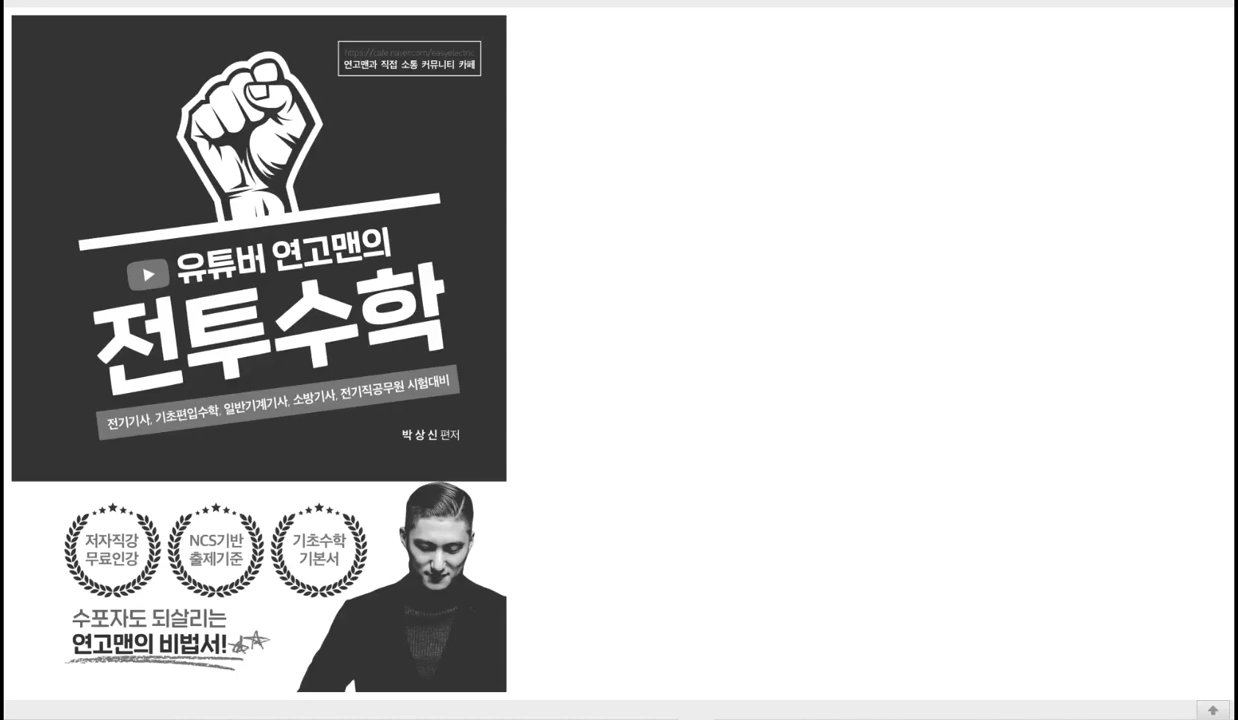 https://cafe.naver.com/easyelectric
연고맨과 직접 소통 커뮤니티 카페
유튜버 연고맨의
전투수학
전기기사, 기초편입수학, 일반기계기사, 소방기사, 전기직공무원 시험대비
박상신 편저
저자직강
무료인강
NCS기반
출제기준
기초수학
기본서
수포자도 되살리는
연고맨의 비법서!